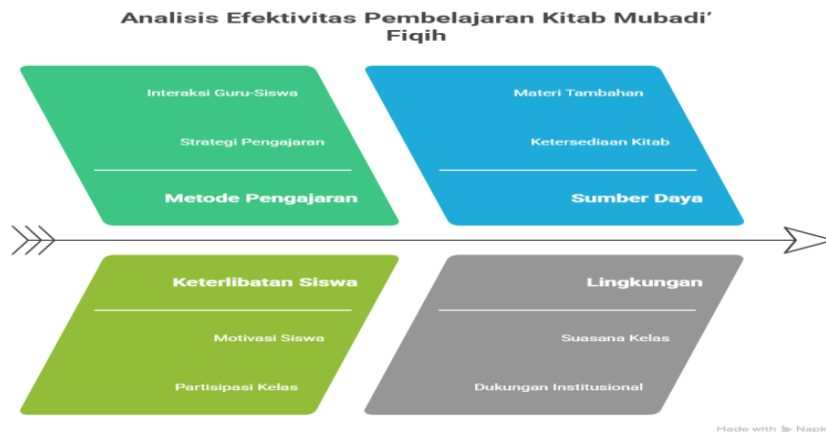 Analisis Efektivitas Pembelajaran Kitab Mubadi’
Fiqih
Interaksi Guru-Siswa
Strategi Pengajaran
Metode Pengajaran
Materi Tambahan
Ketersediaan Kitab
Sumber Daya
Keterlibatan Siswa
Motivasi Siswa
Partisipasi Kelas
Lingkungan
Suasana Kelas
Dukungan Institusional
Made with Napk